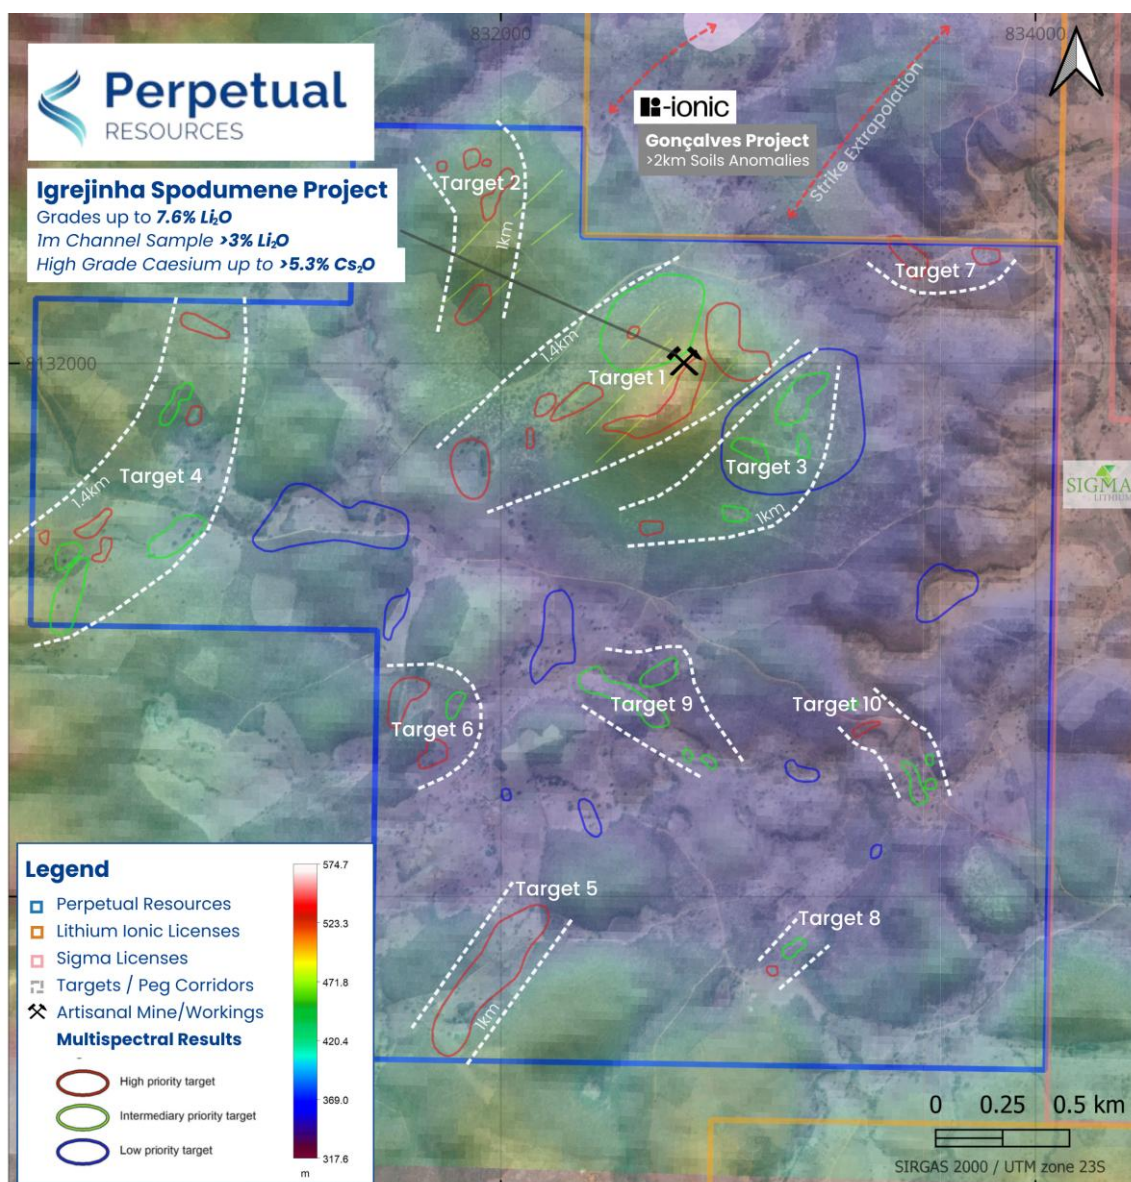 832000
834000
Perpetual
RESOURCES
Li-ionic
Gonçalves Project
>2km Soils Anomalies
Strike Extrapolation
Igrejinha Spodumene Project
Grades up to 7.6% Li₂O
1m Channel Sample >3% Li₂O
High Grade Caesium up to >5.3% Cs₂O
Target 2
1km
Target 7
8132000
1.4km
Target 1
Target 4
1.4km
Target 3
1km
SIGMA
LITHIUM
Target 9
Target 10
Target 6
Target 5
1km
Target 8
Legend
Perpetual Resources
Lithium Ionic Licenses
Sigma Licenses
Targets / Peg Corridors
Artisanal Mine/Workings
Multispectral Results
-
High priority target
Intermediary priority target
Low priority target
574.7
523.3
471.8
420.4
369.0
317.6
m
0 0.25 0.5 km
SIRGAS 2000 / UTM zone 23S